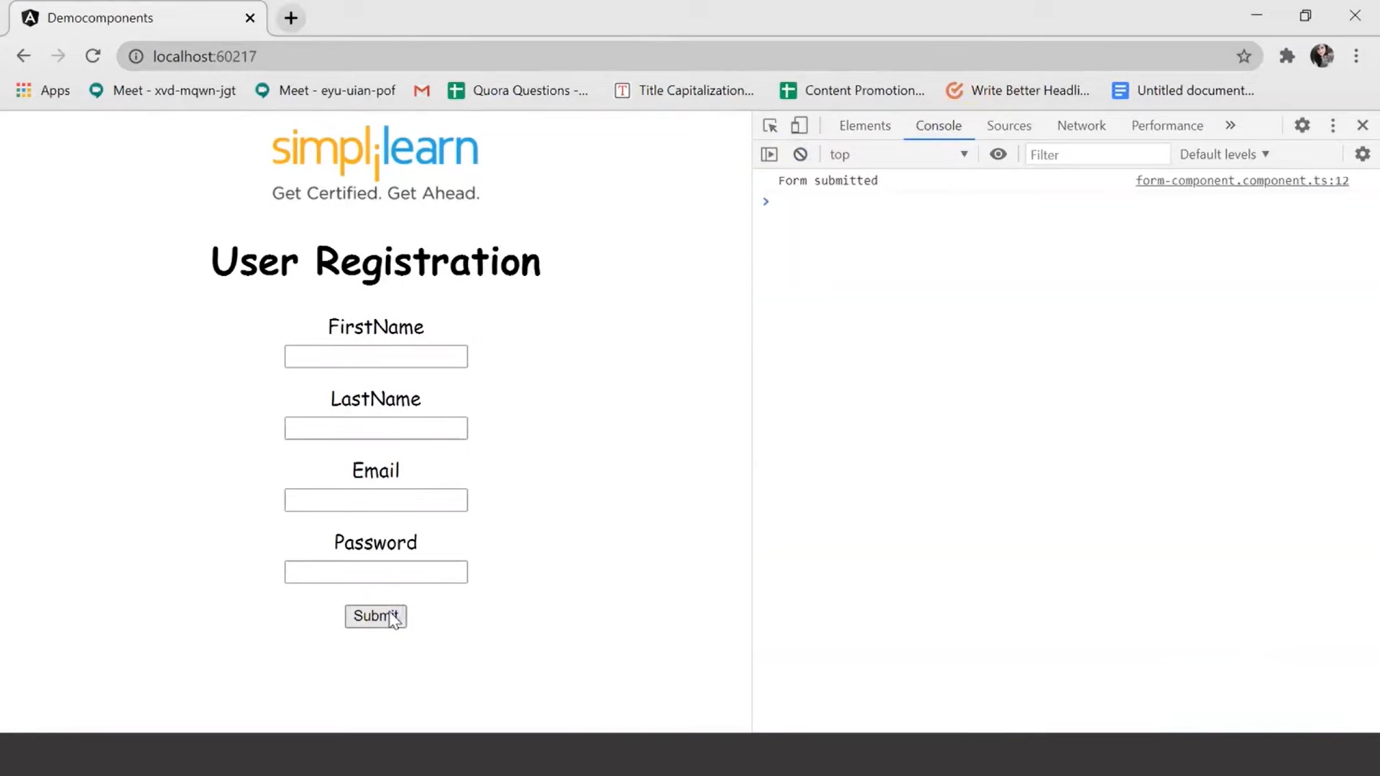 Democomponents
localhost:60217
Apps
Meet - xvd-mqwn-jgt
Meet - eyu-uian-pof
Quora Questions -...
Title Capitalization...
Content Promotion...
Write Better Headli...
Untitled document...
simplilearn
Get Certified. Get Ahead.
User Registration
FirstName
LastName
Email
Password
Submit
Elements Console Sources Network Performance
top Filter Default levels
Form submitted form-component.component.ts:12